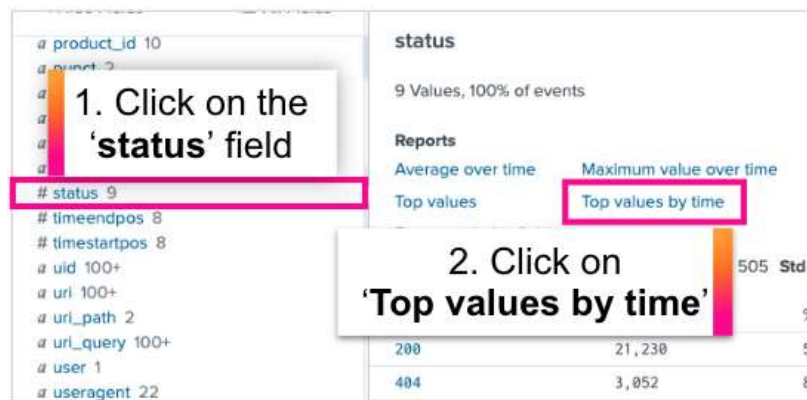 a product_id 10
a punct 2
a
a
a
a
1. Click on the
‘status’ field
# status 9
# timeendpos 8
# timestartpos 8
a uid 100+
a uri 100+
a uri_path 2
a uri_query 100+
a user 1
a useragent 22
status
9 Values, 100% of events
Reports
Average over time Maximum value over time
Top values Top values by time
2. Click on
‘Top values by time’
505 Std
200 21,230
404 3,052